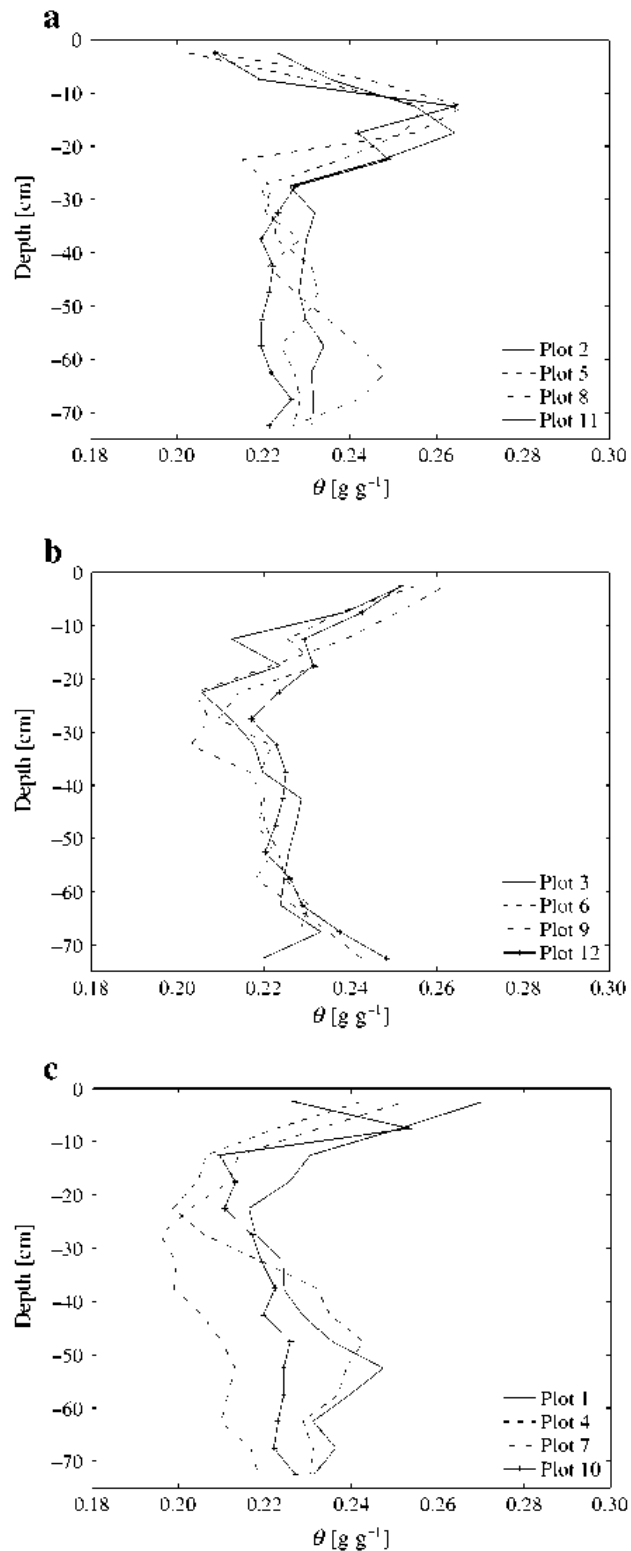 a
0
−10
−20
−30
−40
−50
−60
−70
Depth [cm]
Plot 2
Plot 5
Plot 8
Plot 11
0.18 0.20 0.22 0.24 0.26 0.28 0.30
θ [g g⁻¹]
b
0
−10
−20
−30
−40
−50
−60
−70
Depth [cm]
Plot 3
Plot 6
Plot 9
Plot 12
0.18 0.20 0.22 0.24 0.26 0.28 0.30
θ [g g⁻¹]
c
0
−10
−20
−30
−40
−50
−60
−70
Depth [cm]
Plot 1
Plot 4
Plot 7
Plot 10
0.18 0.20 0.22 0.24 0.26 0.28 0.30
θ [g g⁻¹]